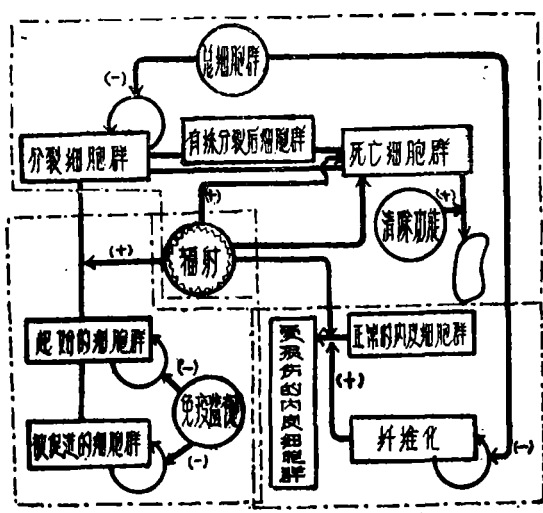 总细胞群
(-)
有丝分裂后细胞群
分裂细胞群
死亡细胞群
(+)
(+)
清除功能
(+)
辐射
起始的细胞群
受损伤的内皮细胞群
正常的内皮细胞群
(-)
免疫监视
(+)
被促进的细胞群
纤维化
(-)
(-)